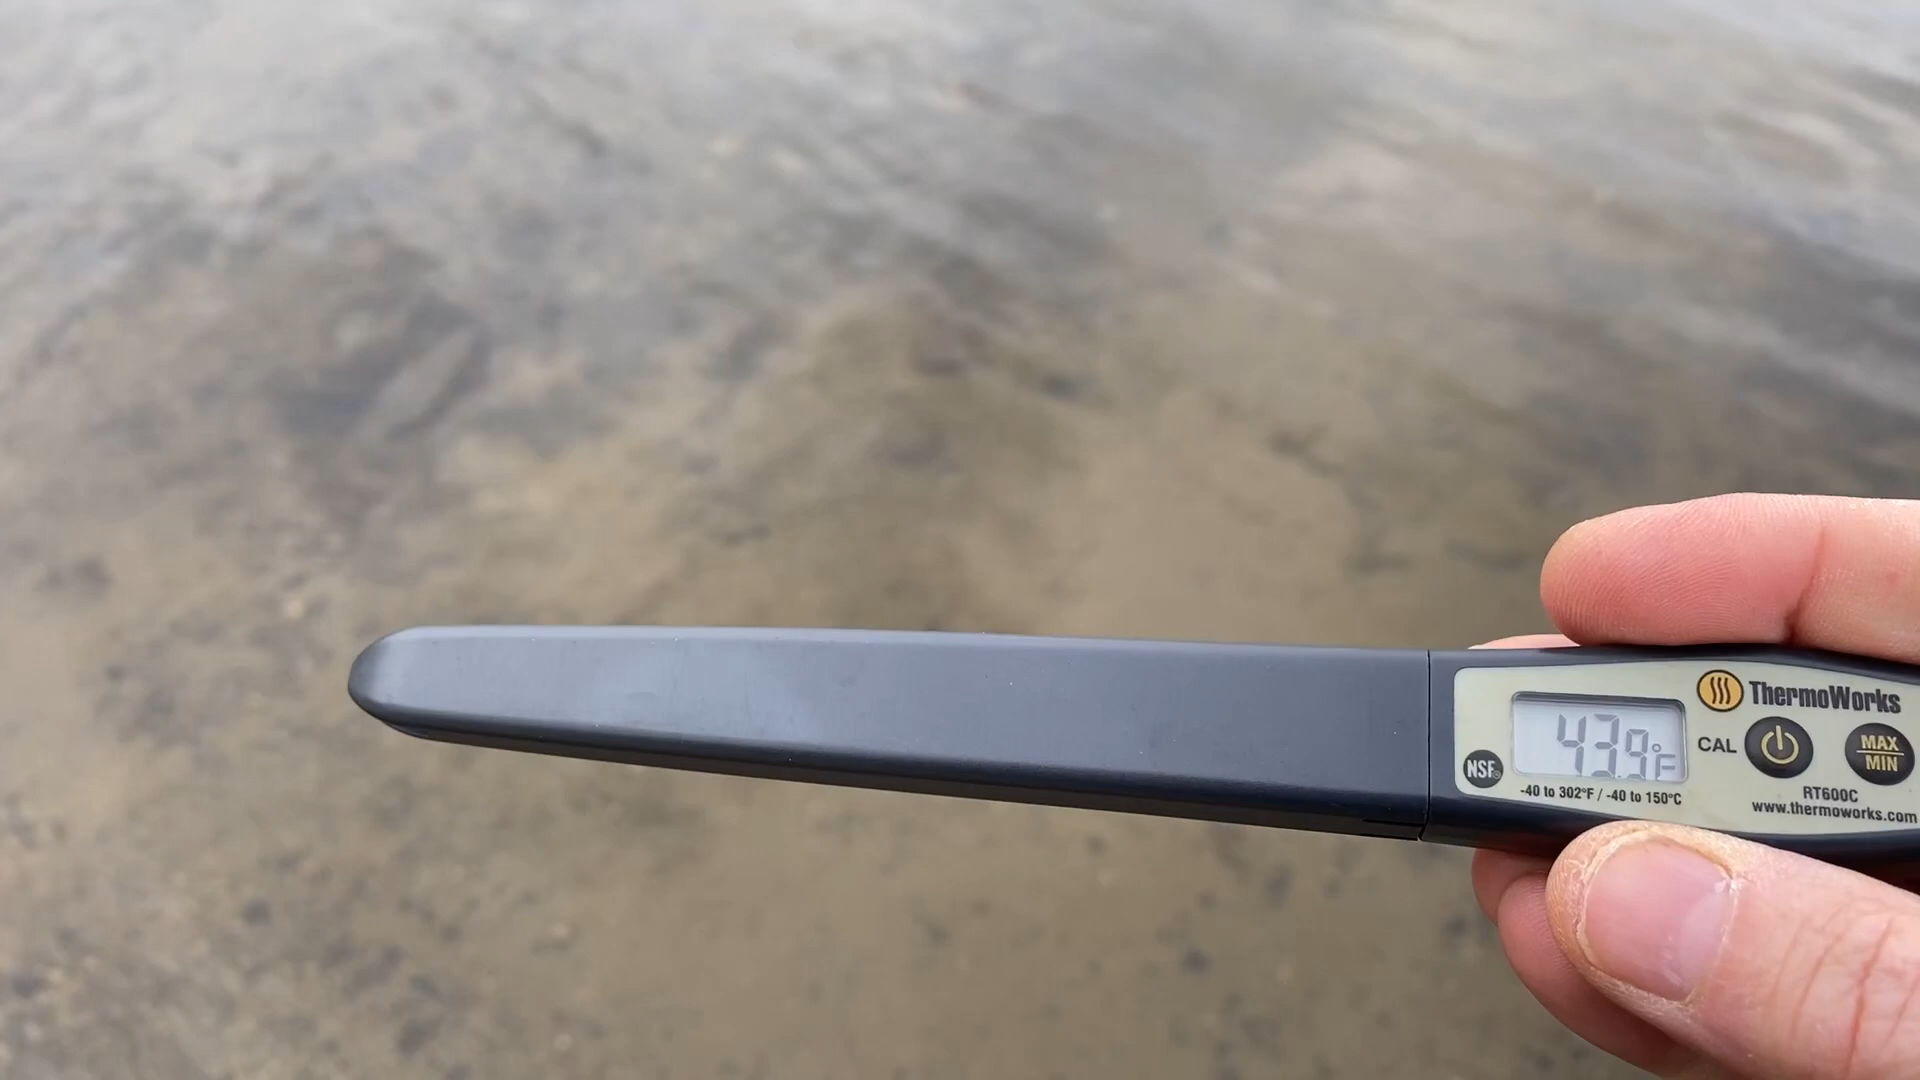 ThermoWorks
43.9°F
CAL
MAX
MIN
NSF
-40 to 302°F / -40 to 150°C
RT600C
www.thermoworks.com